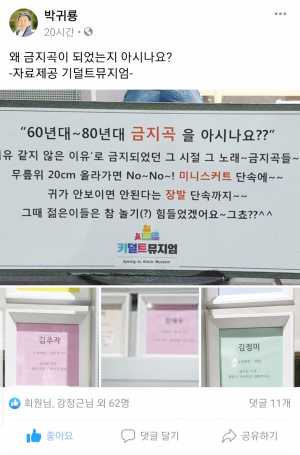 박귀룡
20시간
왜 금지곡이 되었는지 아시나요?
-자료제공 기덜트뮤지엄-
“60년대~80년대 금지곡 을 아시나요??”
유 같지 않은 이유’로 금지되었던 그 시절 그 노래~금지곡들~
무릎위 20cm 올라가면 No~No~! 미니스커트 단속에~~
귀가 안보이면 안된다는 장발 단속까지~~
그때 젊은이들은 참 놀기(?) 힘들었겠어요~그쵸??^^
키덜트뮤지엄
김추자
김정미
회원님, 강정근님 외 62명
댓글 11개
좋아요
댓글 달기
공유하기